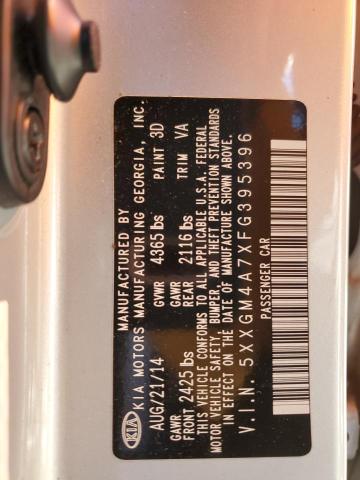 MANUFACTURED BY
KIA KIA MOTORS MANUFACTURING GEORGIA, INC.
AUG/21/14 GVWR 4365 lbs PAINT 3D
GAWR FRONT 2425 lbs GAWR REAR 2116 lbs TRIM VA
THIS VEHICLE CONFORMS TO ALL APPLICABLE U.S.A. FEDERAL
MOTOR VEHICLE SAFETY, BUMPER, AND THEFT PREVENTION STANDARDS
IN EFFECT ON THE DATE OF MANUFACTURE SHOWN ABOVE.
V.I.N. 5XXGM4A7XFG395396
PASSENGER CAR